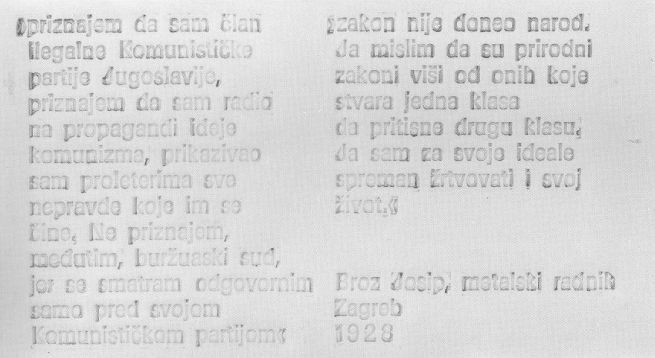 »priznajem da sam član
ilegalne Komunističke
partije Jugoslavije,
priznajem da sam radio
na propagandi ideje
komunizma, prikazivao
sam proleterima sve
nepravde koje im se
čine. Ne priznajem,
međutim, buržuaski sud,
jer se smatram odgovornim
samo pred svojom
Komunističkom partijom«
»zakon nije doneo narod.
Ja mislim da su prirodni
zakoni viši od onih koje
stvara jedna klasa
da pritisne drugu klasu,
Ja sam za svoje ideale
spreman žrtvovati i svoj
život.«
Broz Josip, metalski radnik
Zagreb
1928